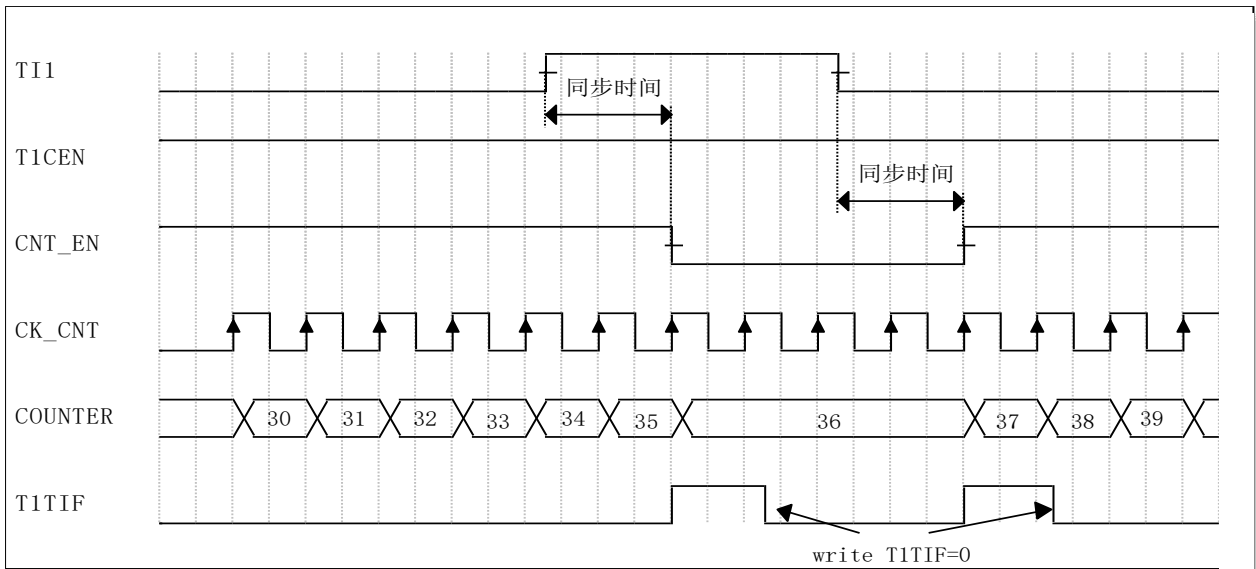 TI1
同步时间
T1CEN
同步时间
CNT_EN
CK_CNT
COUNTER 30 31 32 33 34 35 36 37 38 39
T1TIF
write T1TIF=0